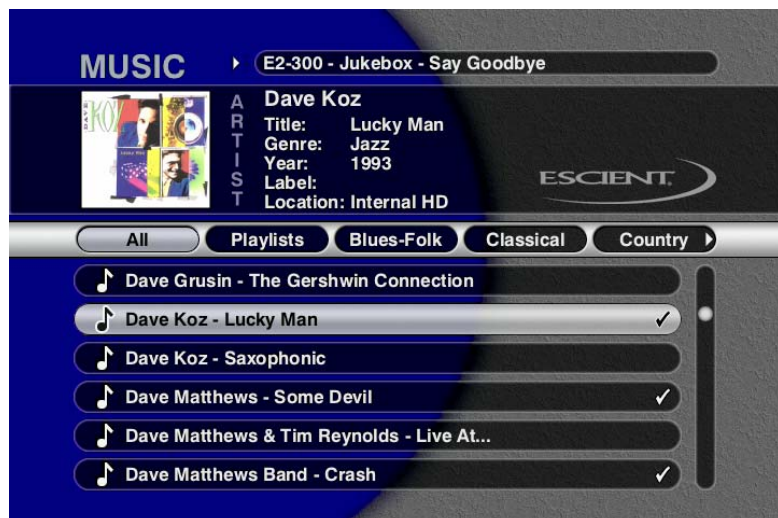 MUSIC
E2-300 - Jukebox - Say Goodbye
DAVE
KOZ
ARTIST
Dave Koz
Title: Lucky Man
Genre: Jazz
Year: 1993
Label:
Location: Internal HD
ESCIENT
All
Playlists
Blues-Folk
Classical
Country
Dave Grusin - The Gershwin Connection
Dave Koz - Lucky Man
Dave Koz - Saxophonic
Dave Matthews - Some Devil
Dave Matthews & Tim Reynolds - Live At...
Dave Matthews Band - Crash